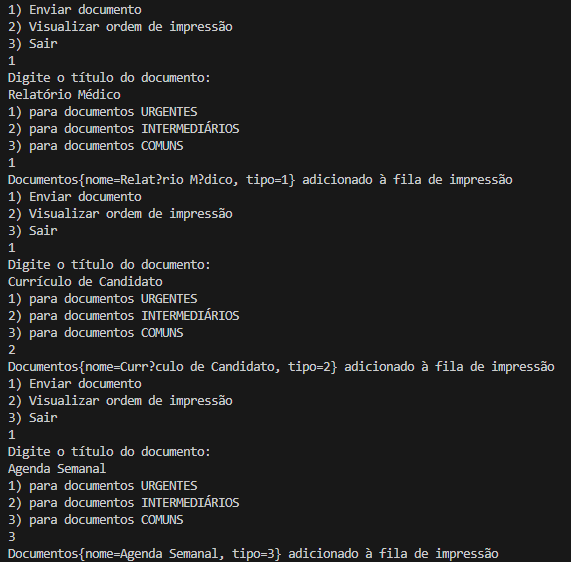 1) Enviar documento
2) Visualizar ordem de impressão
3) Sair
1
Digite o título do documento:
Relatório Médico
1) para documentos URGENTES
2) para documentos INTERMEDIÁRIOS
3) para documentos COMUNS
1
Documentos{nome=Relat?rio M?dico, tipo=1} adicionado à fila de impressão
1) Enviar documento
2) Visualizar ordem de impressão
3) Sair
1
Digite o título do documento:
Currículo de Candidato
1) para documentos URGENTES
2) para documentos INTERMEDIÁRIOS
3) para documentos COMUNS
2
Documentos{nome=Curr?culo de Candidato, tipo=2} adicionado à fila de impressão
1) Enviar documento
2) Visualizar ordem de impressão
3) Sair
1
Digite o título do documento:
Agenda Semanal
1) para documentos URGENTES
2) para documentos INTERMEDIÁRIOS
3) para documentos COMUNS
3
Documentos{nome=Agenda Semanal, tipo=3} adicionado à fila de impressão